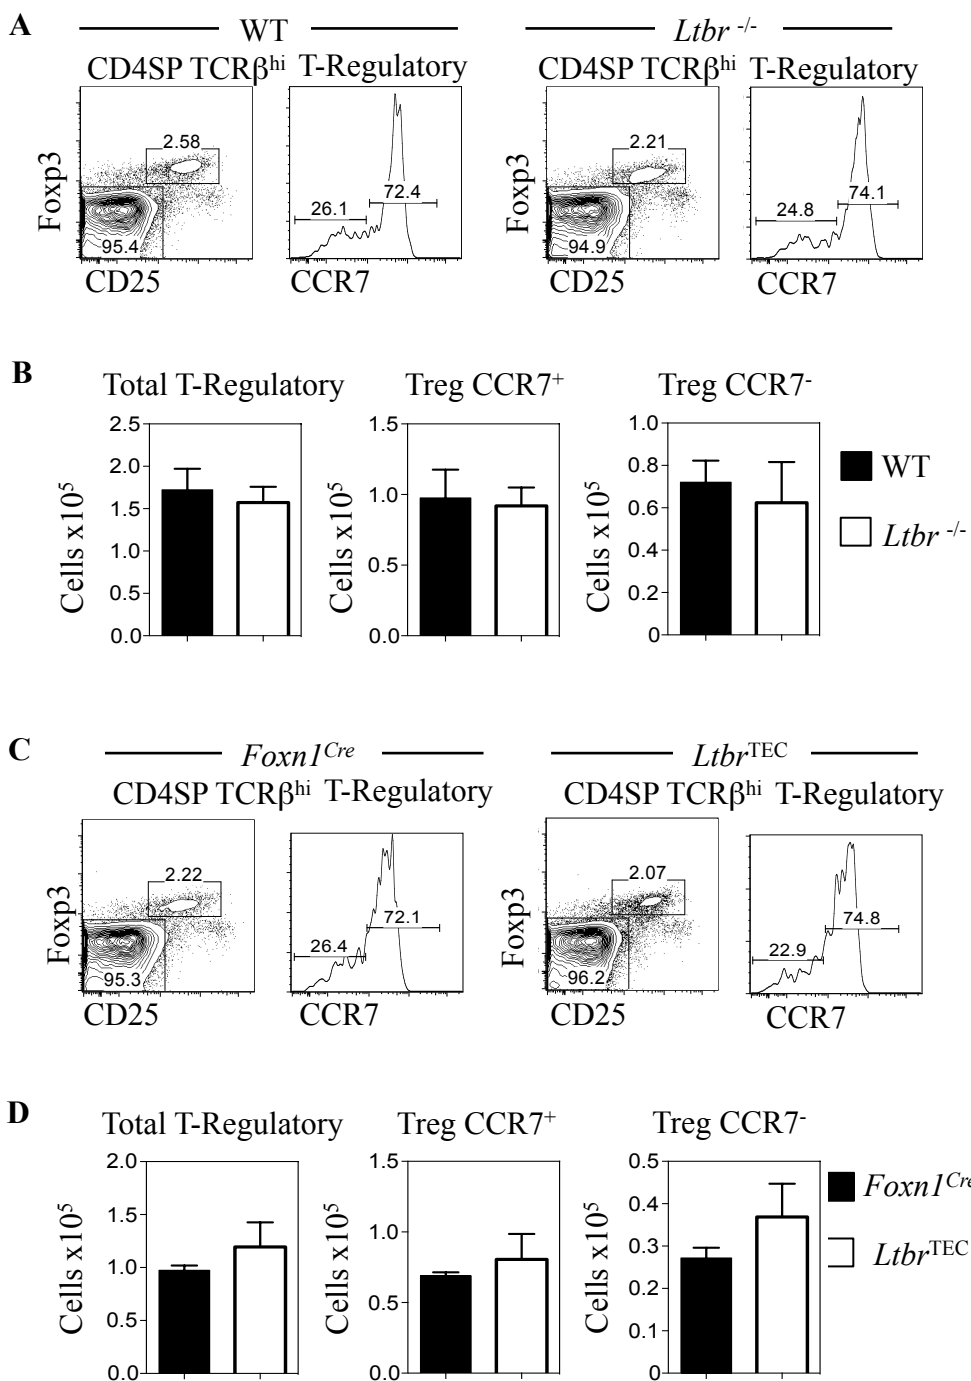 A
WT
Ltbr -/-
CD4SP TCRβhi T-Regulatory
CD4SP TCRβhi T-Regulatory
Foxp3
2.58
95.4
CD25
26.1
72.4
CCR7
Foxp3
2.21
94.9
CD25
24.8
74.1
CCR7
B
Total T-Regulatory
Treg CCR7+
Treg CCR7-
Cells x105
2.5
2.0
1.5
1.0
0.5
0.0
Cells x105
1.5
1.0
0.5
0.0
Cells x105
1.0
0.8
0.6
0.4
0.2
0
WT
Ltbr -/-
C
Foxn1Cre
LtbrTEC
CD4SP TCRβhi T-Regulatory
CD4SP TCRβhi T-Regulatory
Foxp3
2.22
95.3
CD25
26.4
72.1
CCR7
Foxp3
2.07
96.2
CD25
22.9
74.8
CCR7
D
Total T-Regulatory
Treg CCR7+
Treg CCR7-
Cells x105
2.0
1.5
1.0
0.5
0.0
Cells x105
1.5
1.0
0.5
0.0
Cells x105
0.5
0.4
0.3
0.2
0.1
0
Foxn1Cre
LtbrTEC